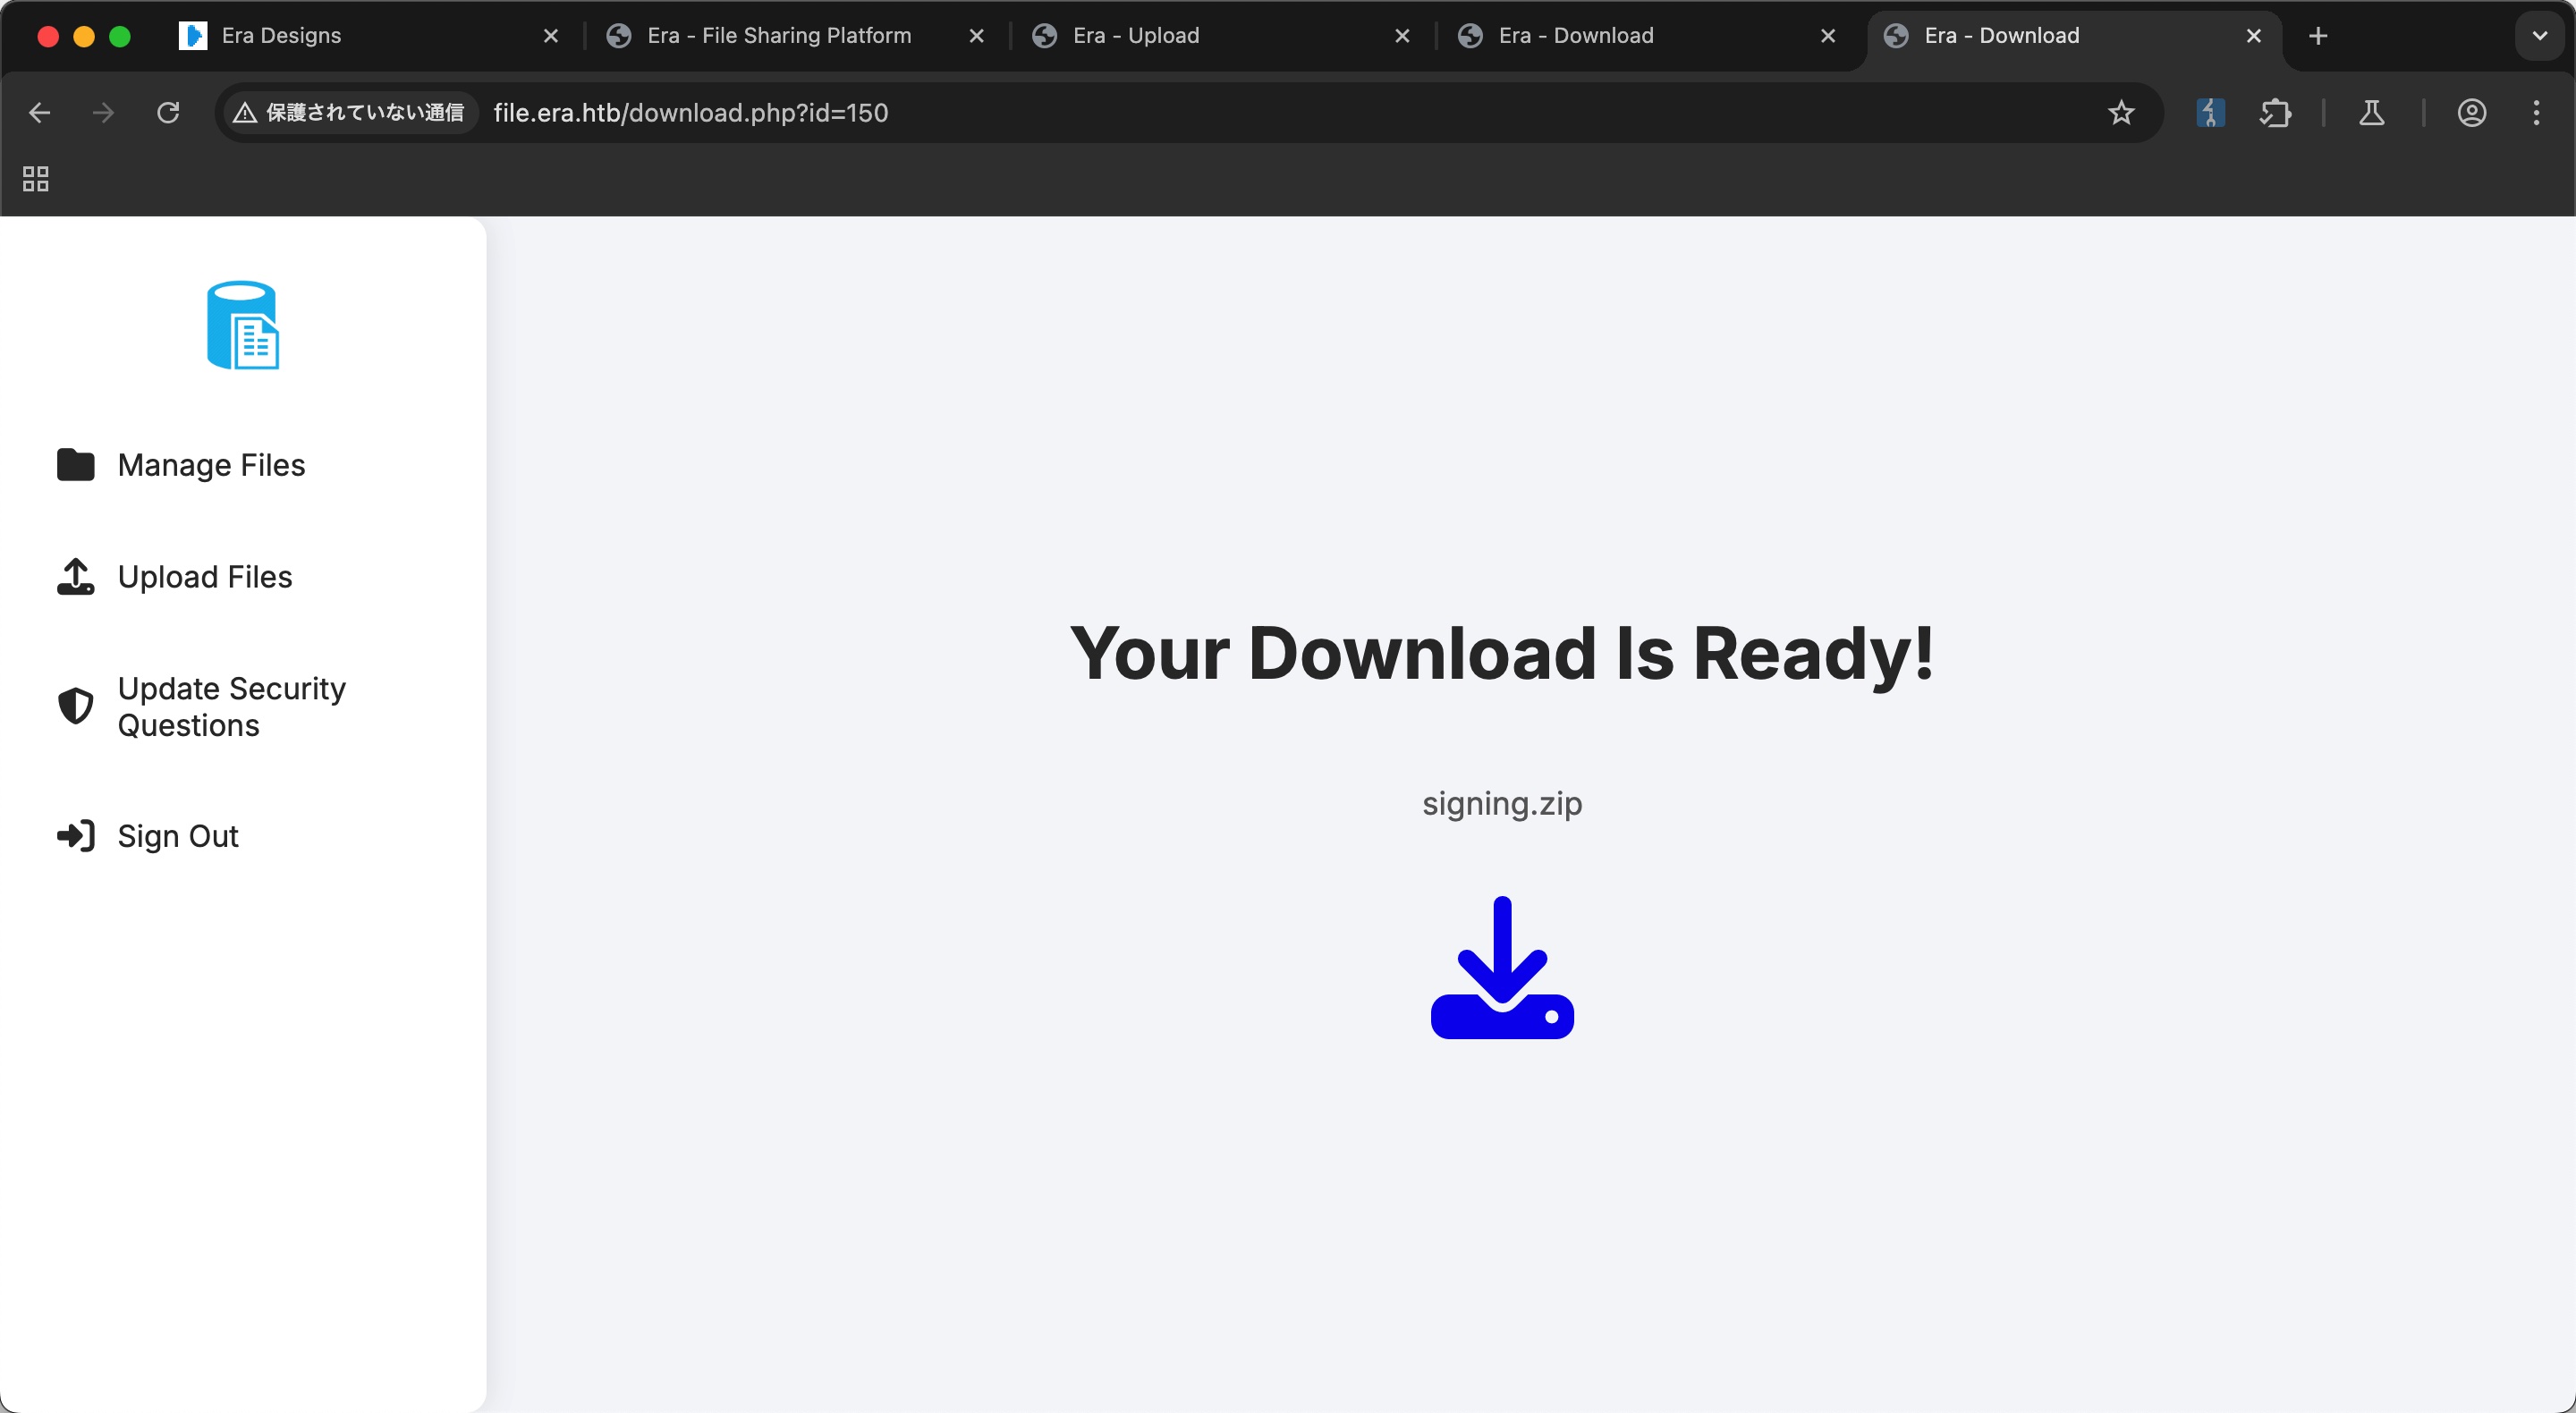 Era Designs
Era - File Sharing Platform
Era - Upload
Era - Download
Era - Download
保護されていない通信
file.era.htb/download.php?id=150
Manage Files
Upload Files
Update Security
Questions
Sign Out
Your Download Is Ready!
signing.zip